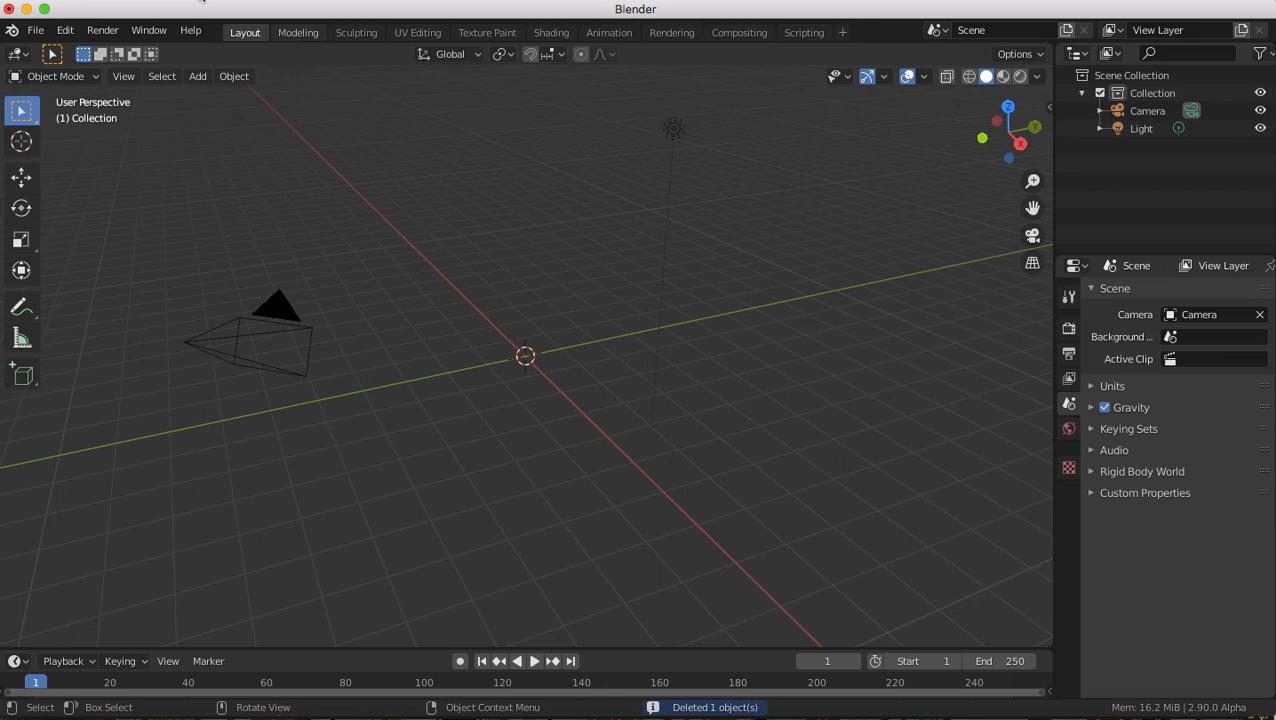 Blender
File Edit Render Window Help Layout Modeling Sculpting UV Editing Texture Paint Shading Animation Rendering Compositing Scripting + Scene View Layer
Global Options
Object Mode View Select Add Object
User Perspective
(1) Collection
Z
Y
X
Scene Collection
Collection
Camera
Light
Scene View Layer
Scene
Camera Camera
Background ...
Active Clip
Units
Gravity
Keying Sets
Audio
Rigid Body World
Custom Properties
Playback Keying View Marker 1 Start 1 End 250
1 20 40 60 80 100 120 140 160 180 200 220 240
Select Box Select Rotate View Object Context Menu Deleted 1 object(s) Mem: 16.2 MiB | 2.90.0 Alpha